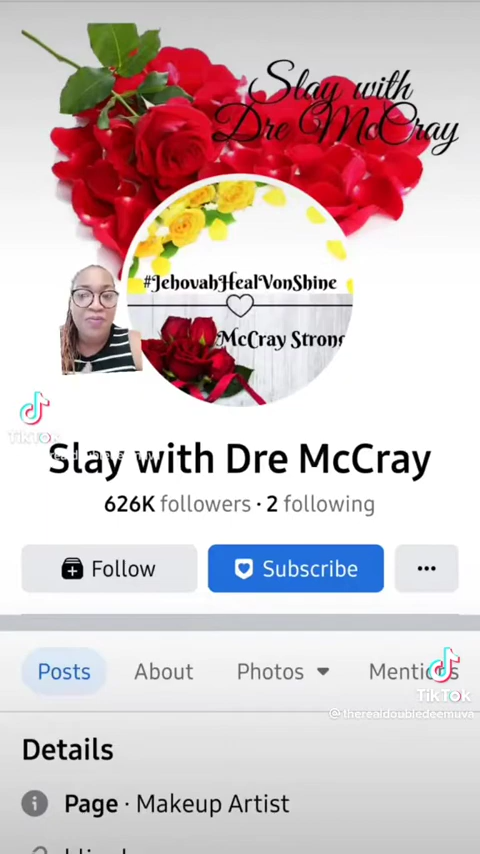 Slay with
Dre McCray
#JehovahHealVonShine
McCray Strong
TikTok
Slay with Dre McCray
626K followers · 2 following
Follow
Subscribe
Posts
About
Photos
Mentions
TikTok
@therealdoubledeemuva
Details
Page · Makeup Artist